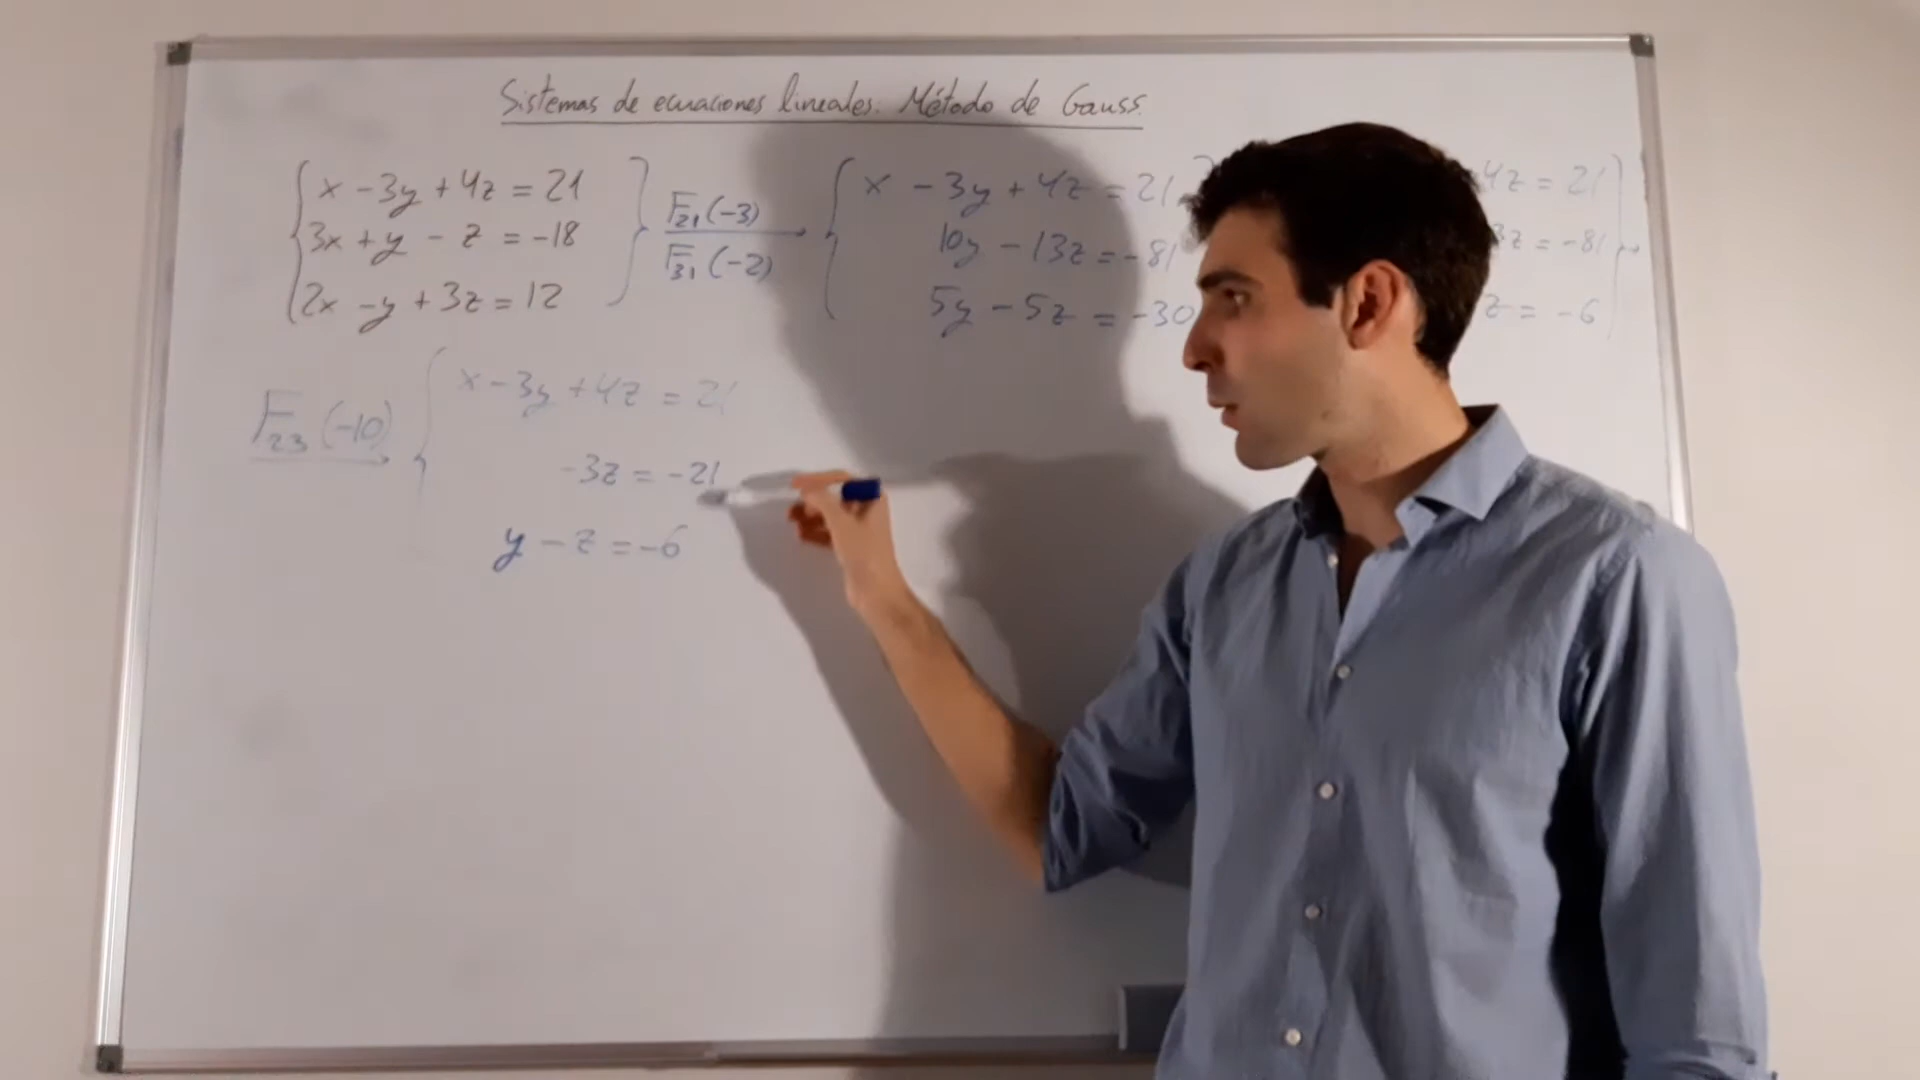 Sistemas de ecuaciones lineales. Método de Gauss.
x - 3y + 4z = 21
3x + y - z = -18
2x - y + 3z = 12
F21 (-3)
F31 (-2)
x - 3y + 4z = 21
10y - 13z = -81
5y - 5z = -30
4z = 21
3z = -81
z = -6
F23 (-10)
x - 3y + 4z = 21
-3z = -21
y - z = -6